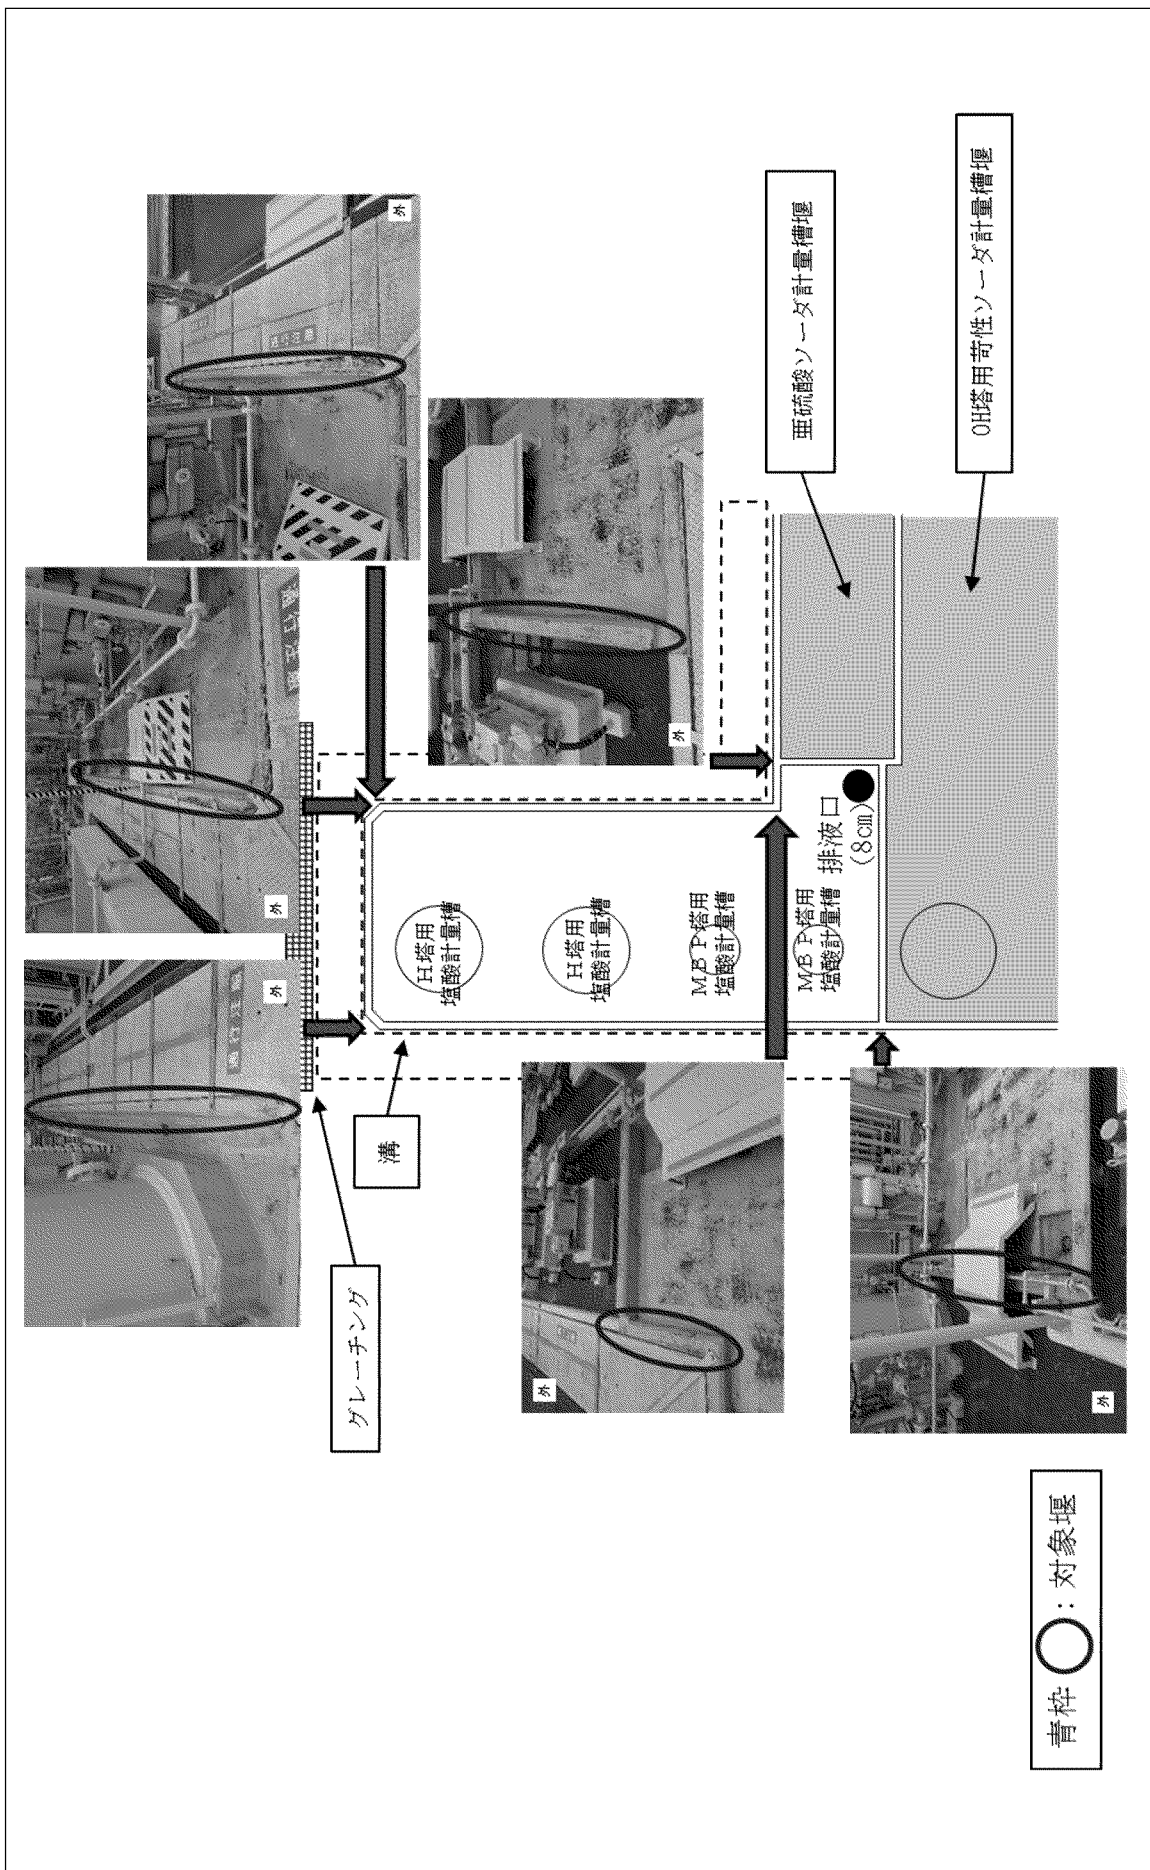 外
外
外
外
外
外
グレーチング
溝
H塔用
塩酸計量槽
H塔用
塩酸計量槽
MBP塔用
塩酸計量槽
MBP塔用
塩酸計量槽
排液口
(8cm)
亜硫酸ソーダ計量槽堰
OH塔用苛性ソーダ計量槽堰
青枠 : 対象堰